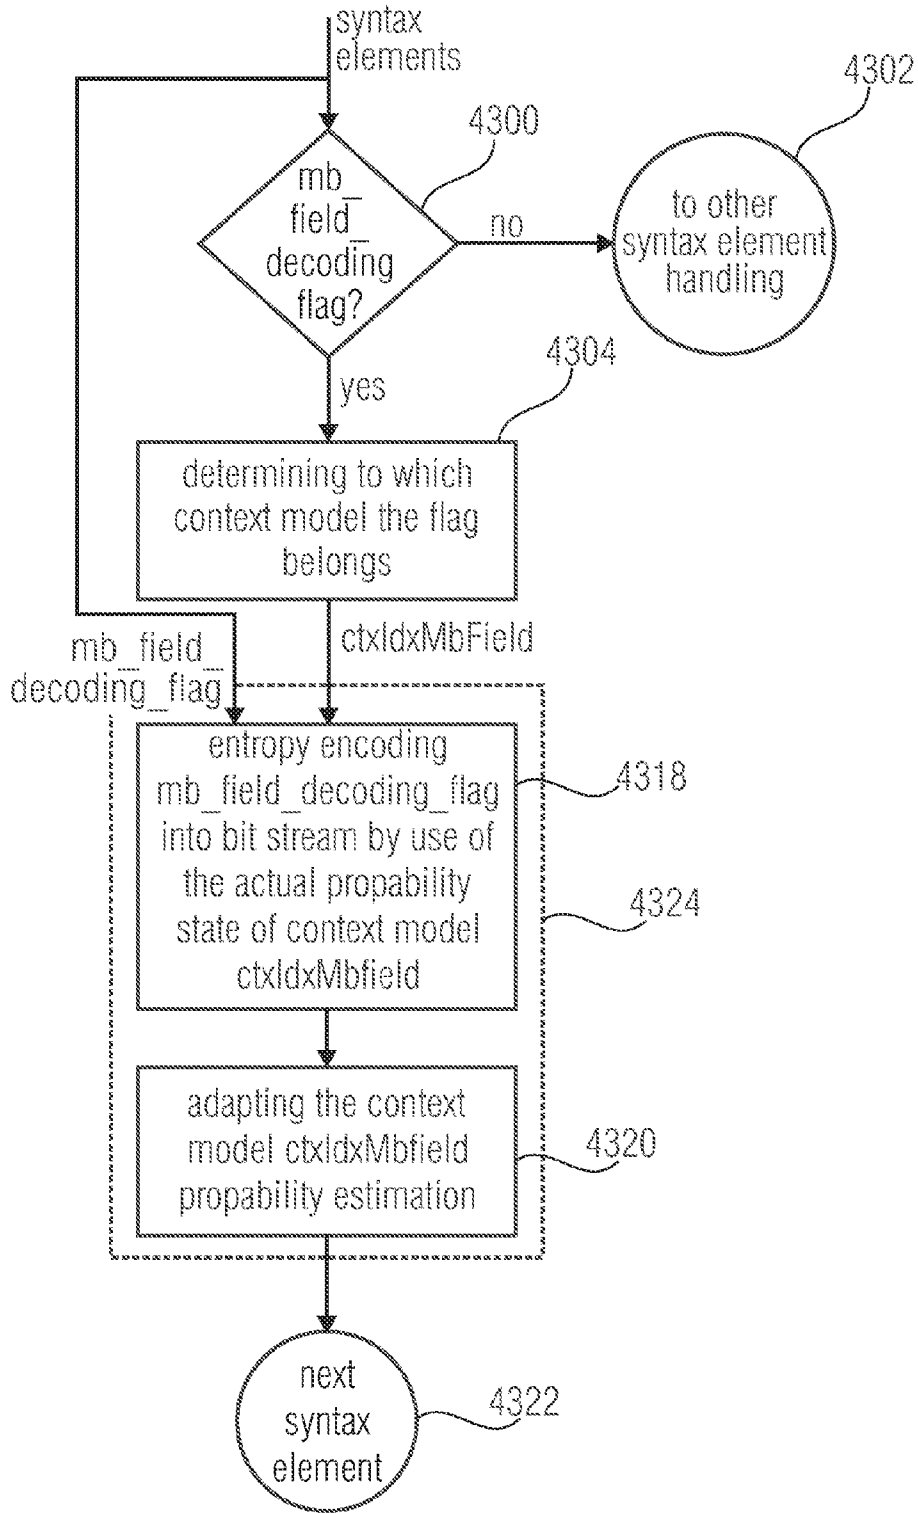 syntax
elements
4302
4300
mb_
field_
decoding
flag?
no
to other
syntax element
handling
4304
yes
determining to which
context model the flag
belongs
mb_field_
decoding_flag
ctxIdxMbField
entropy encoding
mb_field_decoding_flag
into bit stream by use of
the actual propability
state of context model
ctxIdxMbfield
4318
4324
adapting the context
model ctxIdxMbfield
propability estimation
4320
next
syntax
element
4322